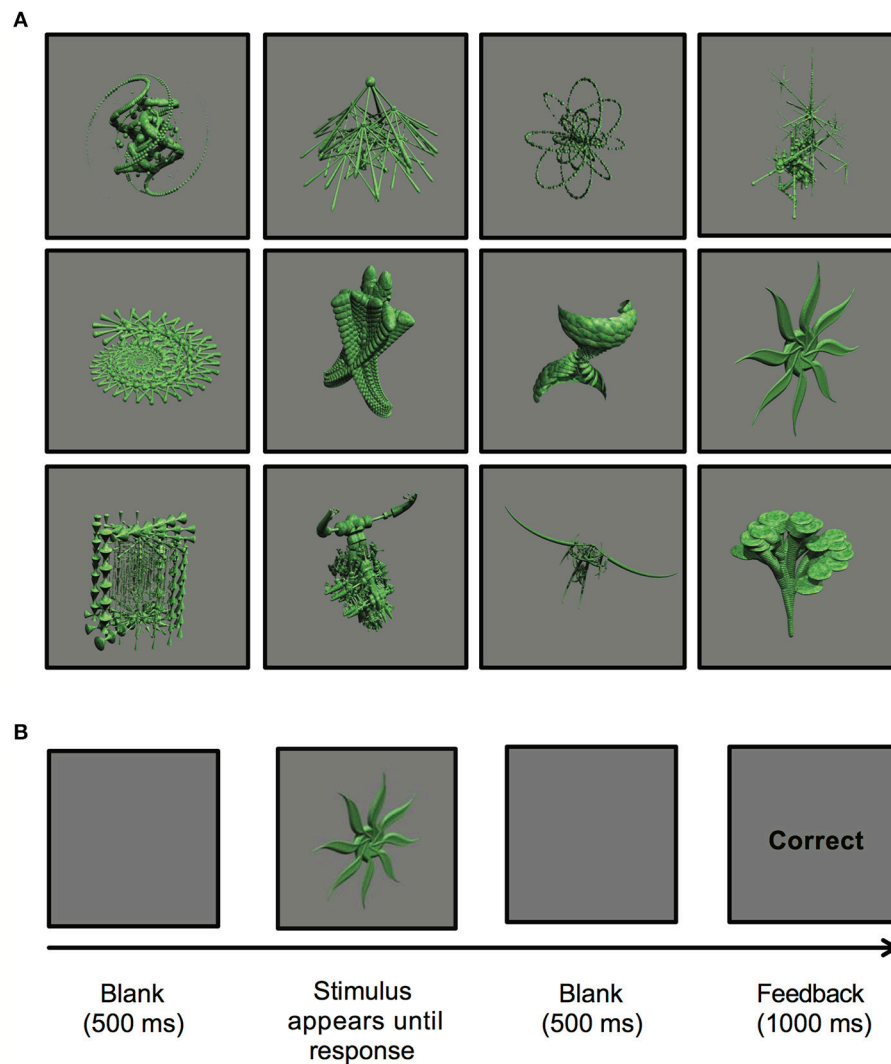 A
B
Correct
Blank
(500 ms)
Stimulus
appears until
response
Blank
(500 ms)
Feedback
(1000 ms)